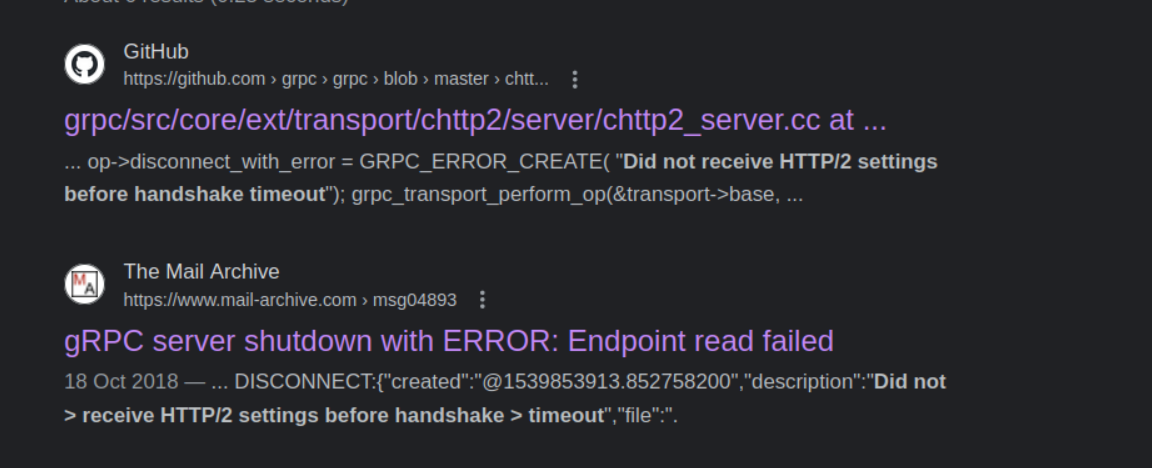 About 6 results (0.23 seconds)
GitHub
https://github.com › grpc › grpc › blob › master › chtt...
grpc/src/core/ext/transport/chttp2/server/chttp2_server.cc at ...
... op->disconnect_with_error = GRPC_ERROR_CREATE( "Did not receive HTTP/2 settings
before handshake timeout"); grpc_transport_perform_op(&transport->base, ...
The Mail Archive
https://www.mail-archive.com › msg04893
gRPC server shutdown with ERROR: Endpoint read failed
18 Oct 2018 — ... DISCONNECT:{"created":"@1539853913.852758200","description":"Did not
> receive HTTP/2 settings before handshake > timeout","file":".